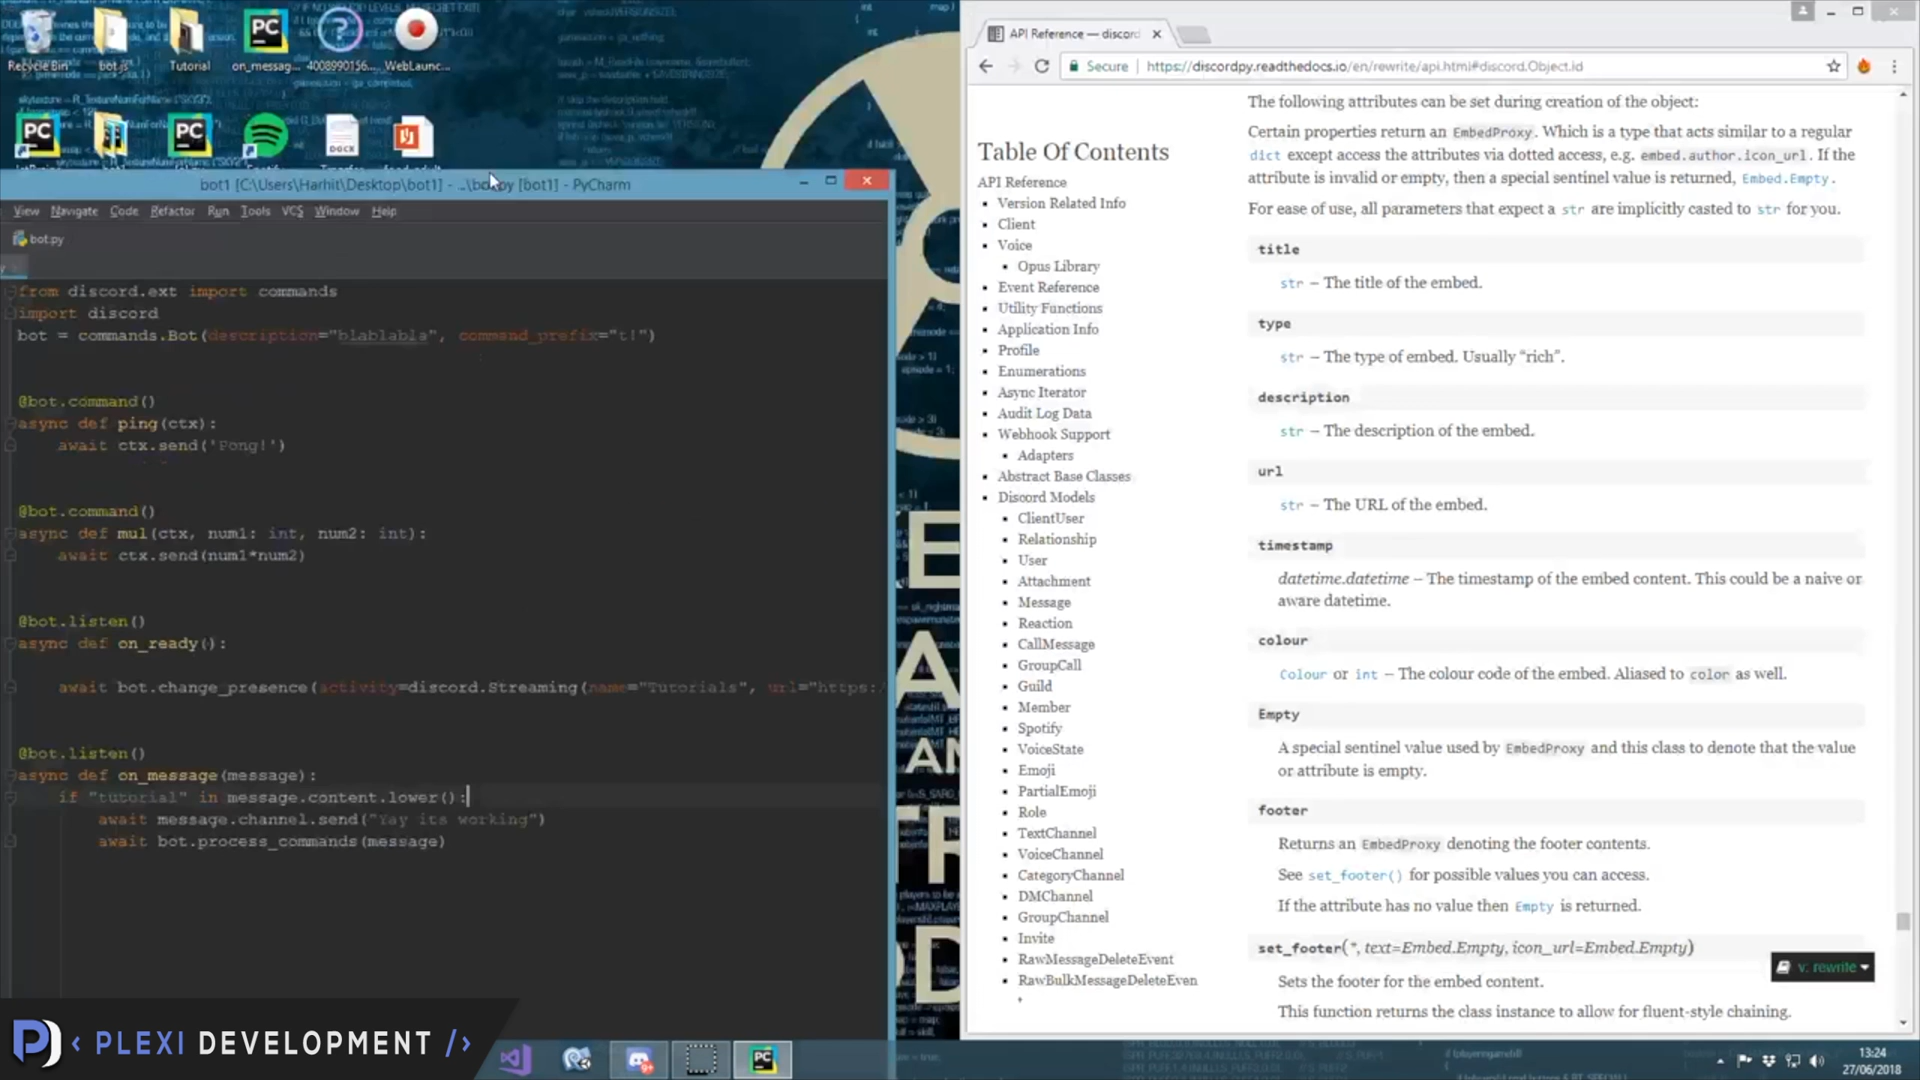 Recycle Bin
bot.js
Tutorial
on_messag...
4008990156...
WebLaunc...
bot1 [C:\Users\Harhit\Desktop\bot1] - ...\bot.py [bot1] - PyCharm
View Navigate Code Refactor Run Tools VCS Window Help
bot.py
from discord.ext import commands
import discord
bot = commands.Bot(description="blablabla", command_prefix="t!")
@bot.command()
async def ping(ctx):
await ctx.send('Pong!')
@bot.command()
async def mul(ctx, num1: int, num2: int):
await ctx.send(num1*num2)
@bot.listen()
async def on_ready():
await bot.change_presence(activity=discord.Streaming(name="Tutorials", url="https:
@bot.listen()
async def on_message(message):
if "tutorial" in message.content.lower():
await message.channel.send("Yay its working")
await bot.process_commands(message)
PLEXI DEVELOPMENT </>
API Reference — discord
Secure https://discordpy.readthedocs.io/en/rewrite/api.html#discord.Object.id
Table Of Contents
API Reference
Version Related Info
Client
Voice
Opus Library
Event Reference
Utility Functions
Application Info
Profile
Enumerations
Async Iterator
Audit Log Data
Webhook Support
Adapters
Abstract Base Classes
Discord Models
ClientUser
Relationship
User
Attachment
Message
Reaction
CallMessage
GroupCall
Guild
Member
Spotify
VoiceState
Emoji
PartialEmoji
Role
TextChannel
VoiceChannel
CategoryChannel
DMChannel
GroupChannel
Invite
RawMessageDeleteEvent
RawBulkMessageDeleteEven
The following attributes can be set during creation of the object:
Certain properties return an EmbedProxy. Which is a type that acts similar to a regular
dict except access the attributes via dotted access, e.g. embed.author.icon_url. If the
attribute is invalid or empty, then a special sentinel value is returned, Embed.Empty.
For ease of use, all parameters that expect a str are implicitly casted to str for you.
title
str – The title of the embed.
type
str – The type of embed. Usually “rich”.
description
str – The description of the embed.
url
str – The URL of the embed.
timestamp
datetime.datetime – The timestamp of the embed content. This could be a naive or
aware datetime.
colour
Colour or int – The colour code of the embed. Aliased to color as well.
Empty
A special sentinel value used by EmbedProxy and this class to denote that the value
or attribute is empty.
footer
Returns an EmbedProxy denoting the footer contents.
See set_footer() for possible values you can access.
If the attribute has no value then Empty is returned.
set_footer(*, text=Embed.Empty, icon_url=Embed.Empty)
Sets the footer for the embed content.
This function returns the class instance to allow for fluent-style chaining.
v: rewrite
13:24
27/06/2018